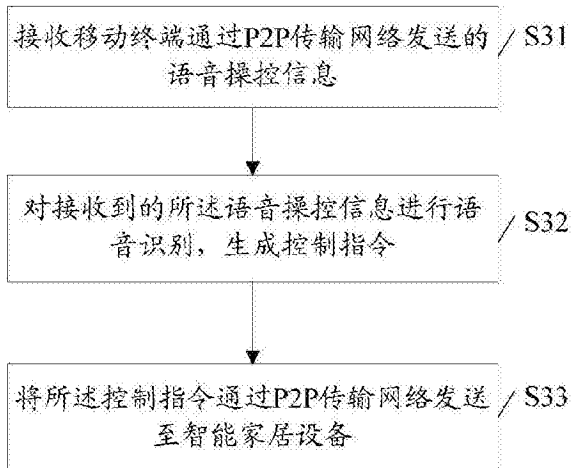 接收移动终端通过P2P传输网络发送的
语音操控信息
S31
对接收到的所述语音操控信息进行语
音识别，生成控制指令
S32
将所述控制指令通过P2P传输网络发送
至智能家居设备
S33